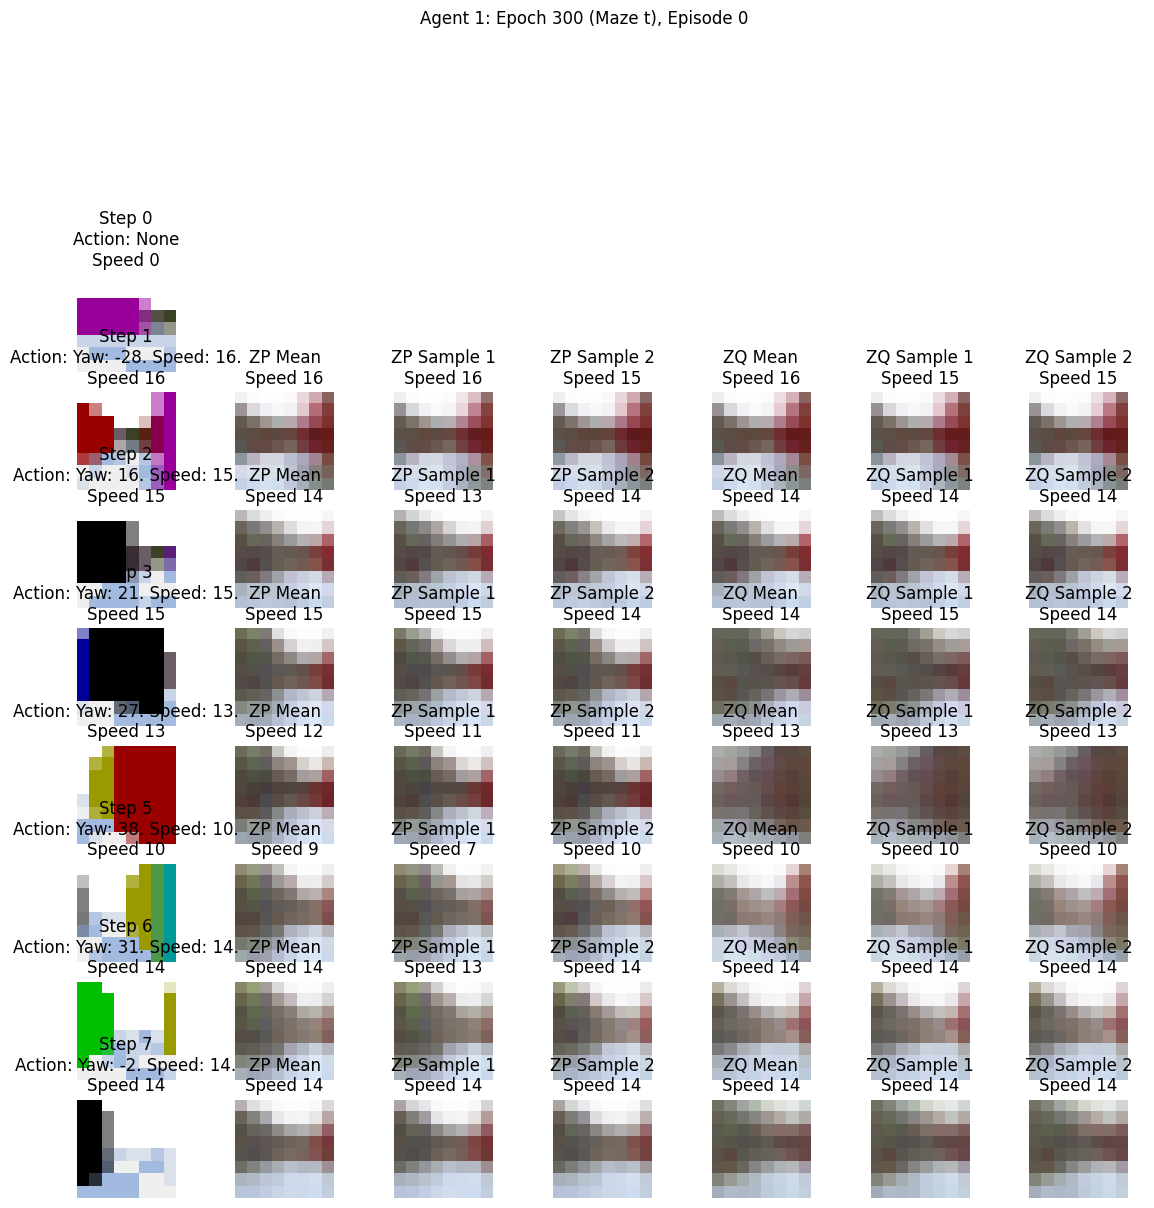 Agent 1: Epoch 300 (Maze t), Episode 0
Step 0
Action: None
Speed 0
Step 1
Action: Yaw: -28. Speed: 16.
Speed 16
ZP Mean
Speed 16
ZP Sample 1
Speed 16
ZP Sample 2
Speed 15
ZQ Mean
Speed 16
ZQ Sample 1
Speed 15
ZQ Sample 2
Speed 15
Step 2
Action: Yaw: 16. Speed: 15.
Speed 15
ZP Mean
Speed 14
ZP Sample 1
Speed 13
ZP Sample 2
Speed 14
ZQ Mean
Speed 14
ZQ Sample 1
Speed 14
ZQ Sample 2
Speed 14
3
Action: Yaw: 21. Speed: 15.
Speed 15
ZP Mean
Speed 15
ZP Sample 1
Speed 15
ZP Sample 2
Speed 14
ZQ Mean
Speed 14
ZQ Sample 1
Speed 15
ZQ Sample 2
Speed 14
Action: Yaw: 27. Speed: 13.
Speed 13
ZP Mean
Speed 12
ZP Sample 1
Speed 11
ZP Sample 2
Speed 11
ZQ Mean
Speed 13
ZQ Sample 1
Speed 13
ZQ Sample 2
Speed 13
Step 5
Action: Yaw: 38. Speed: 10.
Speed 10
ZP Mean
Speed 9
ZP Sample 1
Speed 7
ZP Sample 2
Speed 10
ZQ Mean
Speed 10
ZQ Sample 1
Speed 10
ZQ Sample 2
Speed 10
Step 6
Action: Yaw: 31. Speed: 14.
Speed 14
ZP Mean
Speed 14
ZP Sample 1
Speed 13
ZP Sample 2
Speed 14
ZQ Mean
Speed 14
ZQ Sample 1
Speed 14
ZQ Sample 2
Speed 14
Step 7
Action: Yaw: -2. Speed: 14.
Speed 14
ZP Mean
Speed 14
ZP Sample 1
Speed 14
ZP Sample 2
Speed 14
ZQ Mean
Speed 14
ZQ Sample 1
Speed 14
ZQ Sample 2
Speed 14